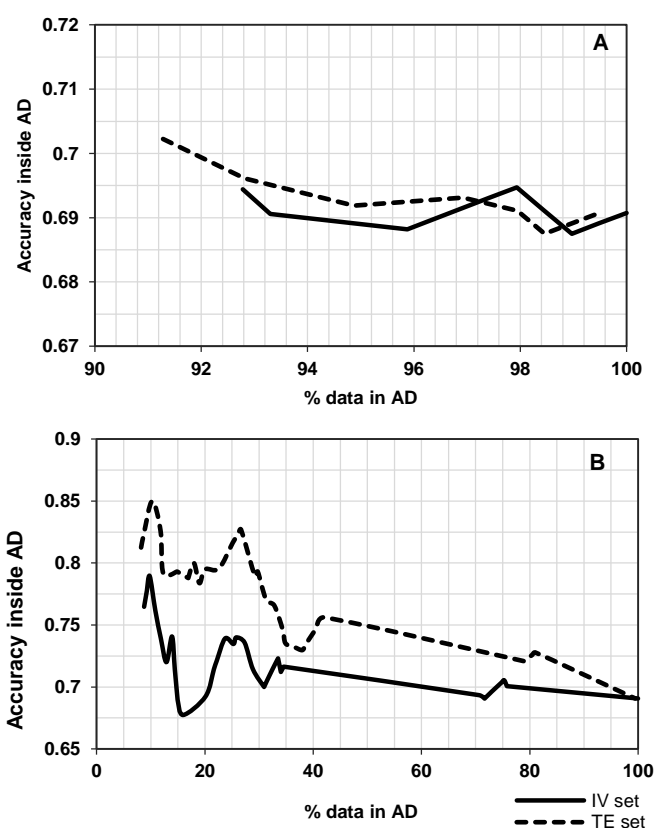 0.72
A
0.71
0.7
0.69
0.68
0.67
Accuracy inside AD
90 92 94 96 98 100
% data in AD
0.9
B
0.85
0.8
0.75
0.7
0.65
Accuracy inside AD
0 20 40 60 80 100
% data in AD
IV set
TE set